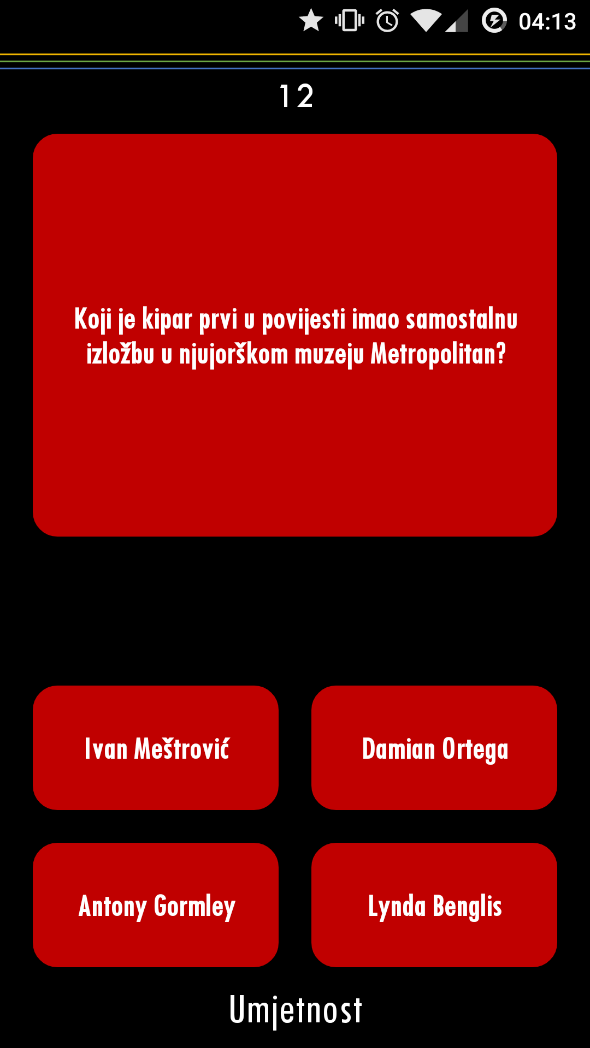 04:13
12
Koji je kipar prvi u povijesti imao samostalnu
izložbu u njujorškom muzeju Metropolitan?
Ivan Meštrović
Damian Ortega
Antony Gormley
Lynda Benglis
Umjetnost